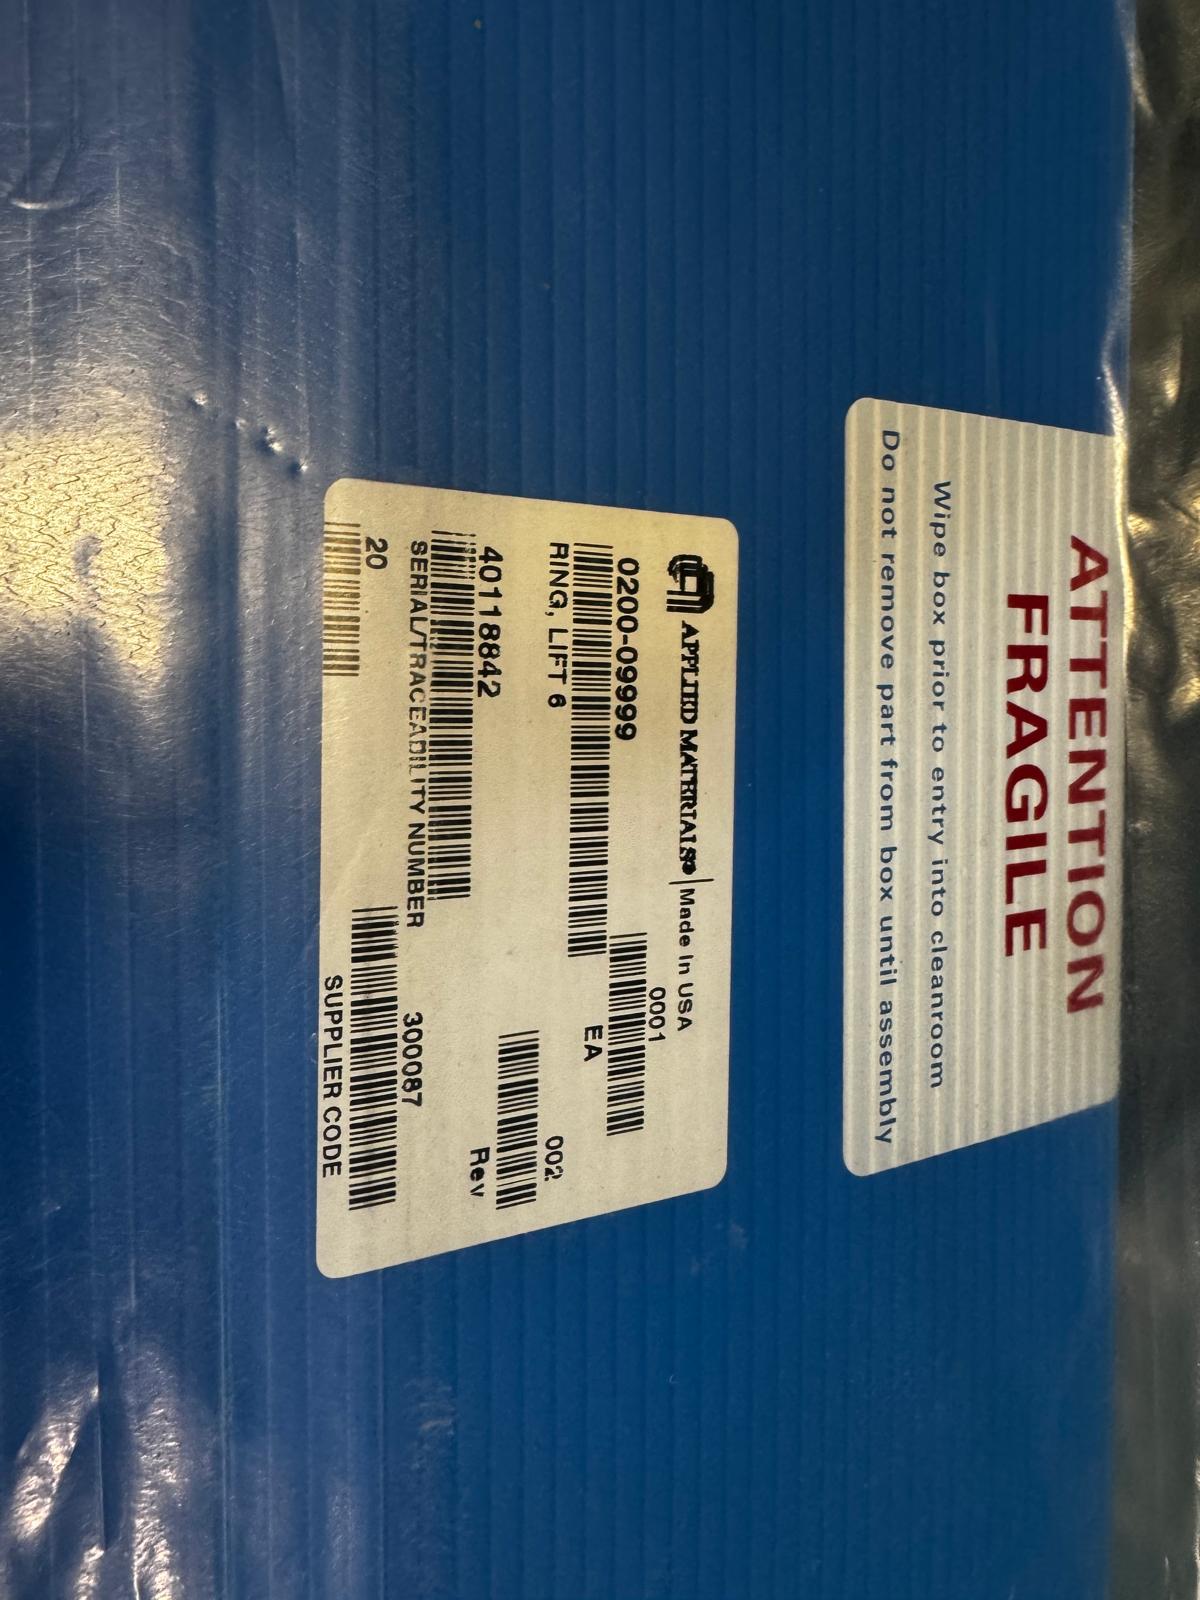 ATTENTION
FRAGILE
Wipe box prior to entry into cleanroom
Do not remove part from box until assembly
APPLIED MATERIALS® Made In USA
0001
0200-09999
EA
RING, LIFT 6
002
Rev
40118842
SERIAL/TRACEABILITY NUMBER
300087
20
SUPPLIER CODE